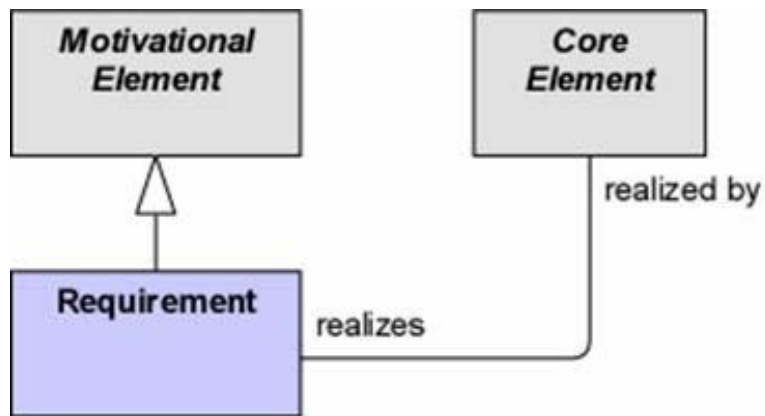 Motivational
Element
Core
Element
realized by
Requirement
realizes